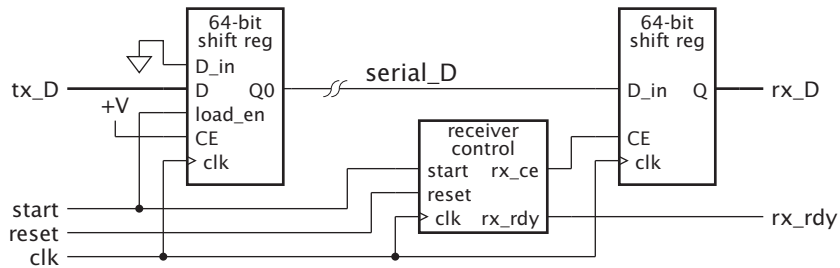 64-bit
shift reg
D_in
D
Q0
load_en
CE
clk
tx_D
+V
serial_D
64-bit
shift reg
D_in
Q
CE
clk
rx_D
receiver
control
start
rx_ce
reset
clk
rx_rdy
start
reset
clk
rx_rdy